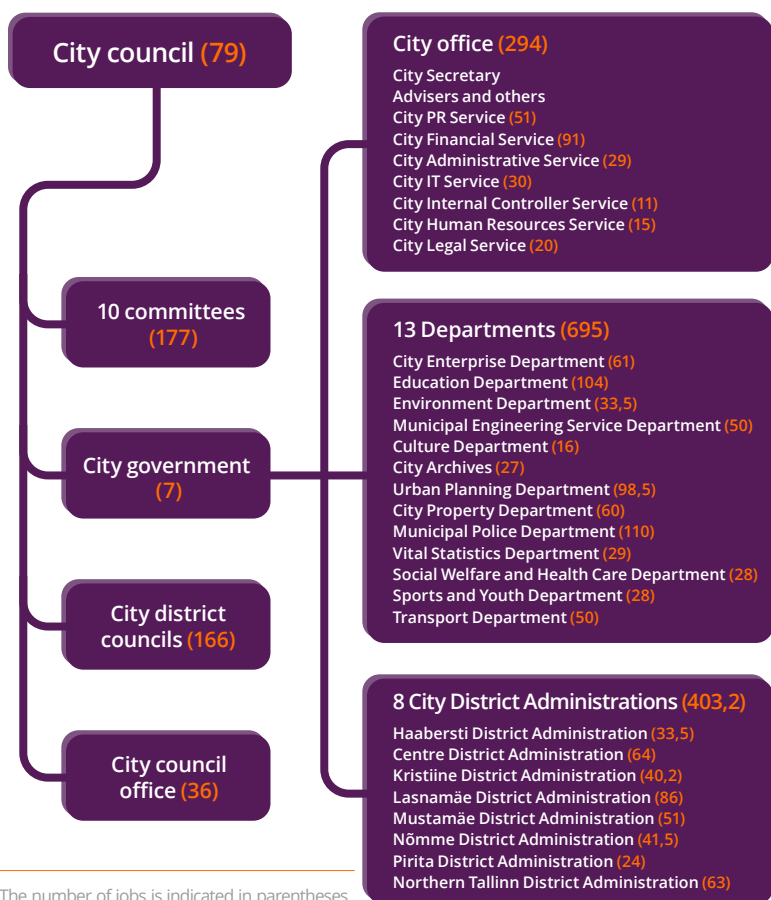 City council (79)
10 committees
(177)
City government
(7)
City district
councils (166)
City council
office (36)
City office (294)
City Secretary
Advisers and others
City PR Service (51)
City Financial Service (91)
City Administrative Service (29)
City IT Service (30)
City Internal Controller Service (11)
City Human Resources Service (15)
City Legal Service (20)
13 Departments (695)
City Enterprise Department (61)
Education Department (104)
Environment Department (33,5)
Municipal Engineering Service Department (50)
Culture Department (16)
City Archives (27)
Urban Planning Department (98,5)
City Property Department (60)
Municipal Police Department (110)
Vital Statistics Department (29)
Social Welfare and Health Care Department (28)
Sports and Youth Department (28)
Transport Department (50)
8 City District Administrations (403,2)
Haabersti District Administration (33,5)
Centre District Administration (64)
Kristiine District Administration (40,2)
Lasnamäe District Administration (86)
Mustamäe District Administration (51)
Nõmme District Administration (41,5)
Pirita District Administration (24)
Northern Tallinn District Administration (63)
The number of jobs is indicated in parentheses